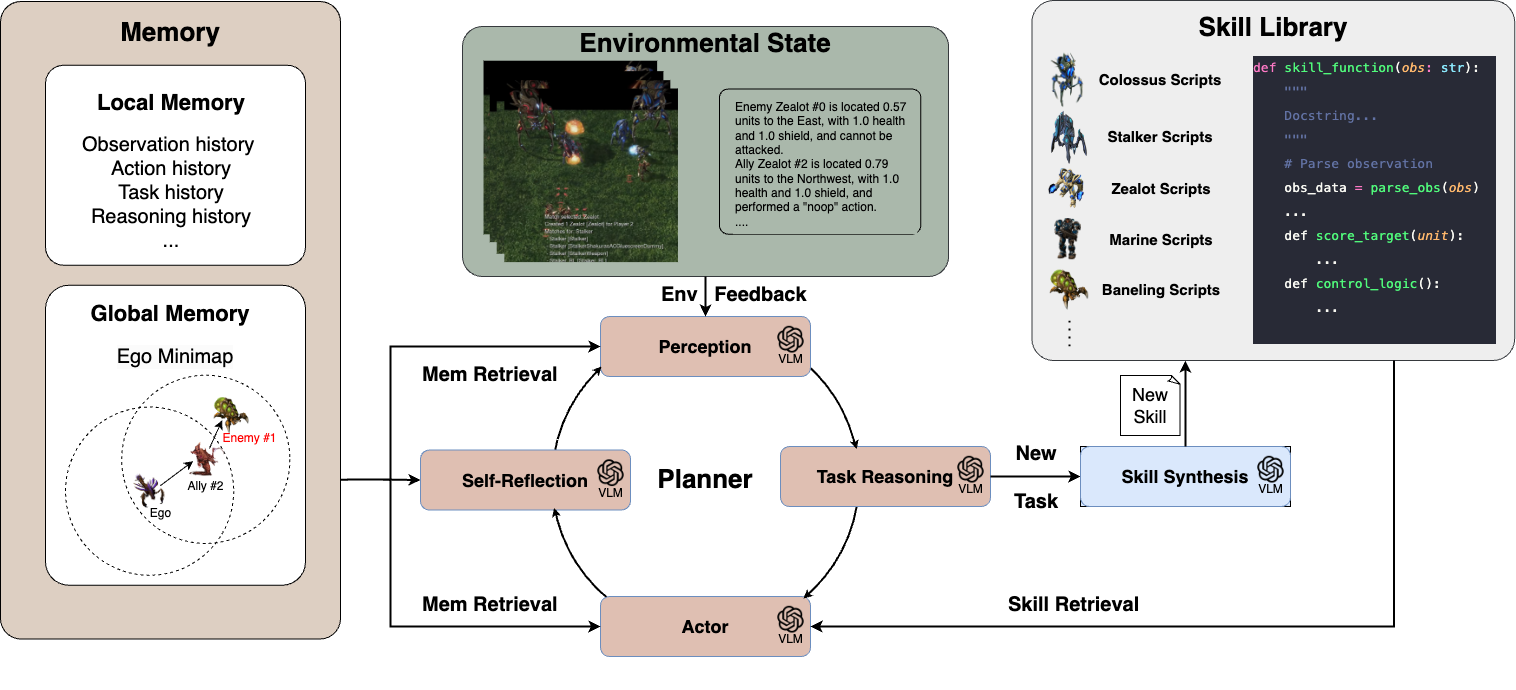 Memory
Local Memory
Observation history
Action history
Task history
Reasoning history
...
Global Memory
Ego Minimap
Enemy #1
Ally #2
Ego
Environmental State
Enemy Zealot #0 is located 0.57
units to the East, with 1.0 health
and 1.0 shield, and cannot be
attacked.
Ally Zealot #2 is located 0.79
units to the Northwest, with 1.0
health and 1.0 shield, and
performed a "noop" action.
....
Env Feedback
Perception
VLM
Mem Retrieval
Self-Reflection
VLM
Planner
Task Reasoning
VLM
New
Task
Skill Synthesis
VLM
New
Skill
Mem Retrieval
Actor
VLM
Skill Retrieval
Skill Library
Colossus Scripts
Stalker Scripts
Zealot Scripts
Marine Scripts
Baneling Scripts
def skill_function(obs: str):
"""
Docstring...
"""
# Parse observation
obs_data = parse_obs(obs)
...
def score_target(unit):
...
def control_logic():
...